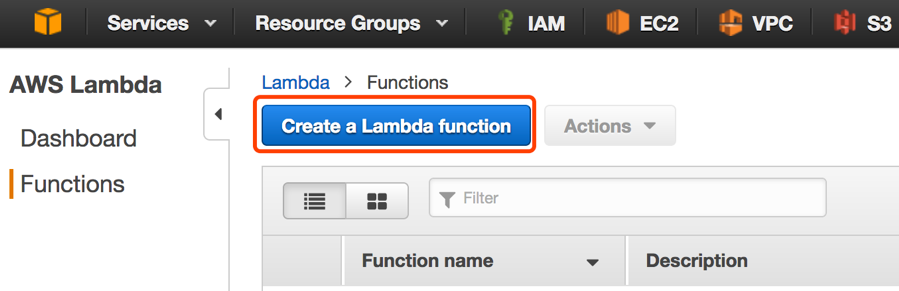 Services Resource Groups IAM EC2 VPC S3
AWS Lambda
Dashboard
Functions
Lambda > Functions
Create a Lambda function Actions
Filter
Function name Description